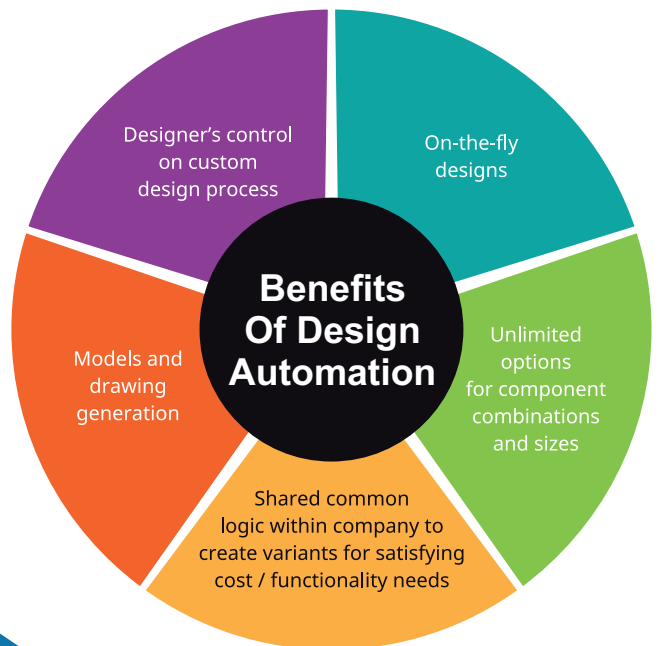 Benefits
Of Design
Automation
On-the-fly
designs
Unlimited
options
for component
combinations
and sizes
Shared common
logic within company to
create variants for satisfying
cost / functionality needs
Models and
drawing
generation
Designer’s control
on custom
design process